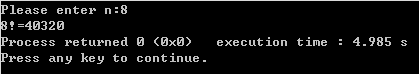 Please enter n:8
8!=40320
Process returned 0 (0x0)   execution time : 4.985 s
Press any key to continue.